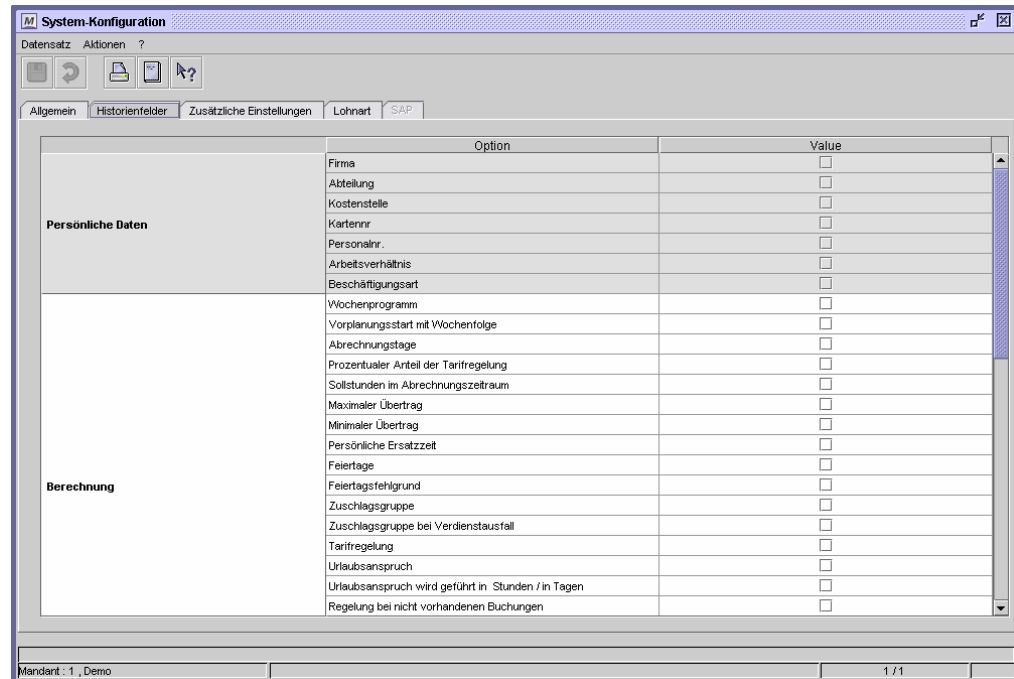 M System-Konfiguration
Datensatz Aktionen ?
?
Allgemein Historienfelder Zusätzliche Einstellungen Lohnart SAP
Option Value
Persönliche Daten
Firma
Abteilung
Kostenstelle
Kartennr
Personalnr.
Arbeitsverhältnis
Beschäftigungsart
Berechnung
Wochenprogramm
Vorplanungsstart mit Wochenfolge
Abrechnungstage
Prozentualer Anteil der Tarifregelung
Sollstunden im Abrechnungszeitraum
Maximaler Übertrag
Minimaler Übertrag
Persönliche Ersatzzeit
Feiertage
Feiertagsfehlgrund
Zuschlagsgruppe
Zuschlagsgruppe bei Verdienstausfall
Tarifregelung
Urlaubsanspruch
Urlaubsanspruch wird geführt in Stunden / in Tagen
Regelung bei nicht vorhandenen Buchungen
Mandant : 1 , Demo 1 / 1